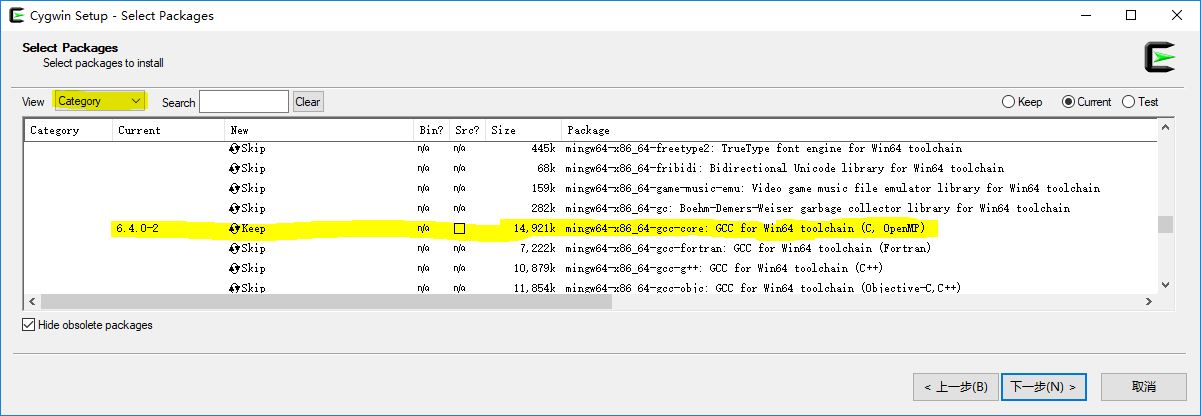 Cygwin Setup - Select Packages
Select Packages
Select packages to install
View Category Search Clear Keep Current Test
Category Current New Bin? Src? Size Package
Skip n/a n/a 445k mingw64-x86_64-freetype2: TrueType font engine for Win64 toolchain
Skip n/a n/a 68k mingw64-x86_64-fribidi: Bidirectional Unicode library for Win64 toolchain
Skip n/a n/a 159k mingw64-x86_64-game-music-emu: Video game music file emulator library for Win64 toolchain
Skip n/a n/a 282k mingw64-x86_64-gc: Boehm-Demers-Weiser garbage collector library for Win64 toolchain
6.4.0-2 Keep n/a 14,921k mingw64-x86_64-gcc-core: GCC for Win64 toolchain (C, OpenMP)
Skip n/a n/a 7,222k mingw64-x86_64-gcc-fortran: GCC for Win64 toolchain (Fortran)
Skip n/a n/a 10,879k mingw64-x86_64-gcc-g++: GCC for Win64 toolchain (C++)
Skip n/a n/a 11,854k mingw64-x86_64-gcc-objc: GCC for Win64 toolchain (Objective-C,C++)
Hide obsolete packages
< 上一步(B) 下一步(N) > 取消